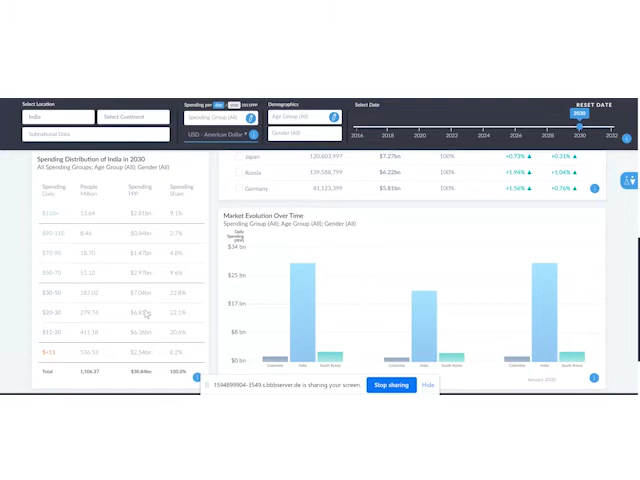 Select Location
Spending per day / year 2011PPP
Demographics
Select Date
RESET DATE
India
Select Continent
Spending Group (All)
Age Group (All)
2030
Subnational Data
USD - American Dollar
Gender (All)
2016 2018 2020 2022 2024 2026 2028 2030 2032
Spending Distribution of India in 2030
All Spending Groups; Age Group (All); Gender (All)
Spending Daily People Million Spending PPP Spending Share
$120+ 13.64 $2.81bn 9.1%
$90-110 8.46 $0.84bn 2.7%
$70-90 18.70 $1.47bn 4.8%
$50-70 51.10 $2.97bn 9.6%
$30-50 187.02 $7.04bn 22.8%
$20-30 279.74 22.1%
$11-20 411.18 $6.36bn 20.6%
$<11 536.53 $2.54bn 8.2%
Total 1,506.37 $30.84bn 100.0%
Japan 120,603,997 $7.27bn 100% +0.73% ▲ +0.31% ▲
Russia 139,588,799 $6.22bn 100% +1.94% ▲ +1.04% ▲
Germany 81,123,399 $5.81bn 100% +1.56% ▲ +0.76% ▲
Market Evolution Over Time
Spending Group (All); Age Group (All); Gender (All)
Daily
Spending
(PPP)
$34 bn
$25 bn
$17 bn
$8 bn
$0 bn
Colombia India South Korea Colombia India South Korea Colombia India South Korea
January 2030
1594899904-3549.s.bbbserver.de is sharing your screen.
Stop sharing
Hide